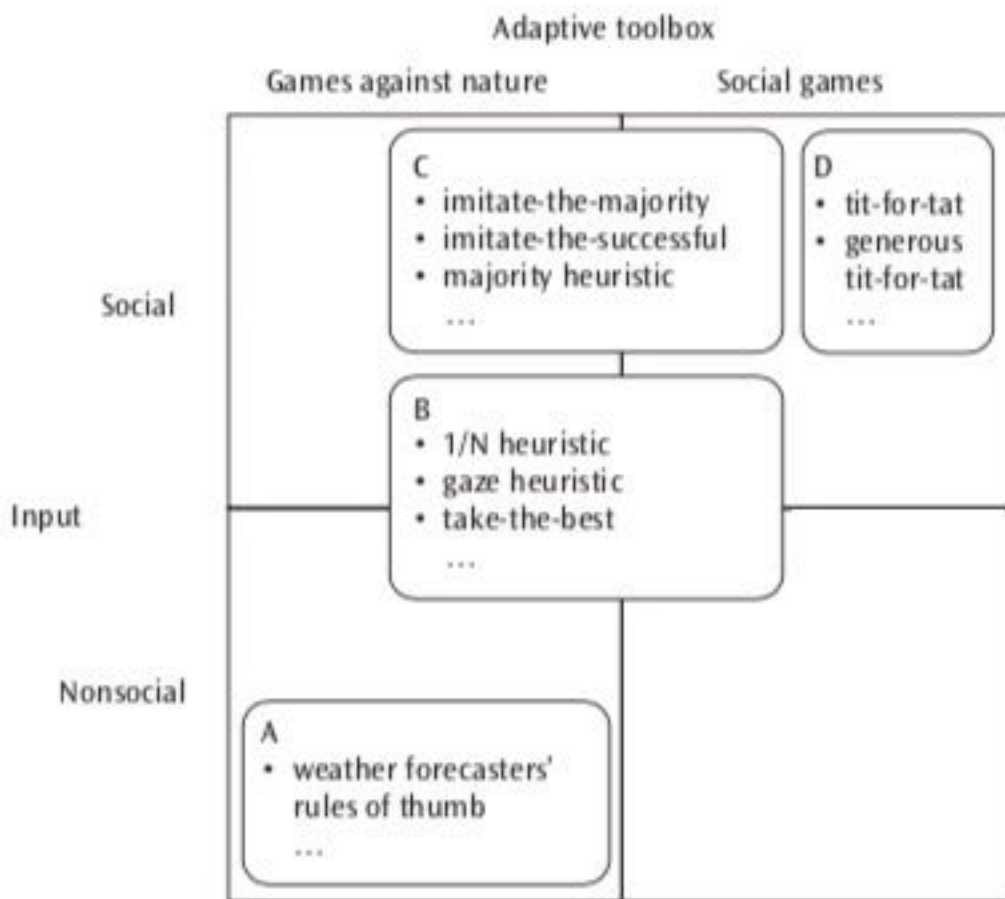 Adaptive toolbox
Games against nature
Social games
C
• imitate-the-majority
• imitate-the-successful
• majority heuristic
...
D
• tit-for-tat
• generous
tit-for-tat
...
Social
B
• 1/N heuristic
• gaze heuristic
• take-the-best
...
Input
Nonsocial
A
• weather forecasters'
rules of thumb
...